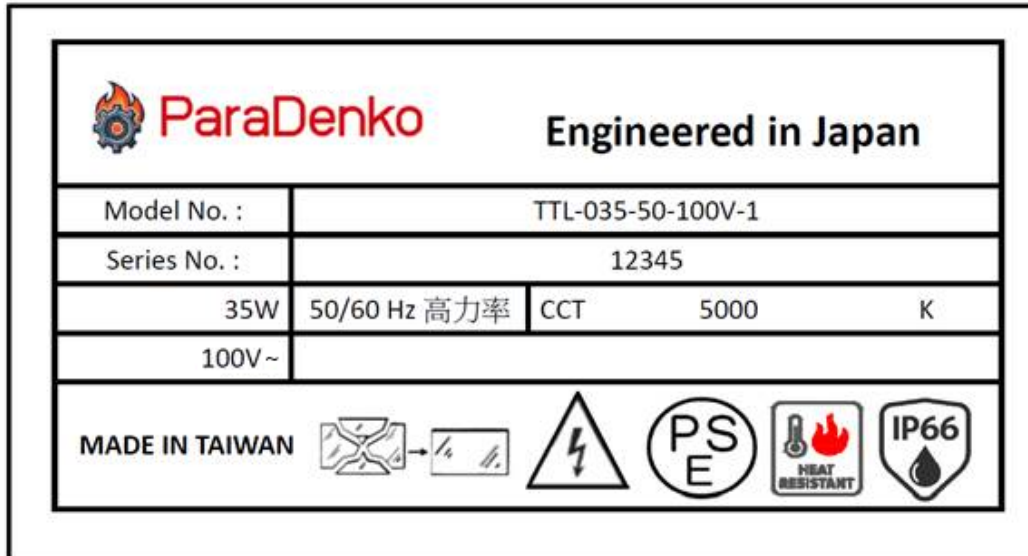 ParaDenko
Engineered in Japan
Model No. : TTL-035-50-100V-1
Series No. : 12345
35W 50/60 Hz 高力率 CCT 5000 K
100V~
MADE IN TAIWAN
PS
E
HEAT
RESISTANT
IP66